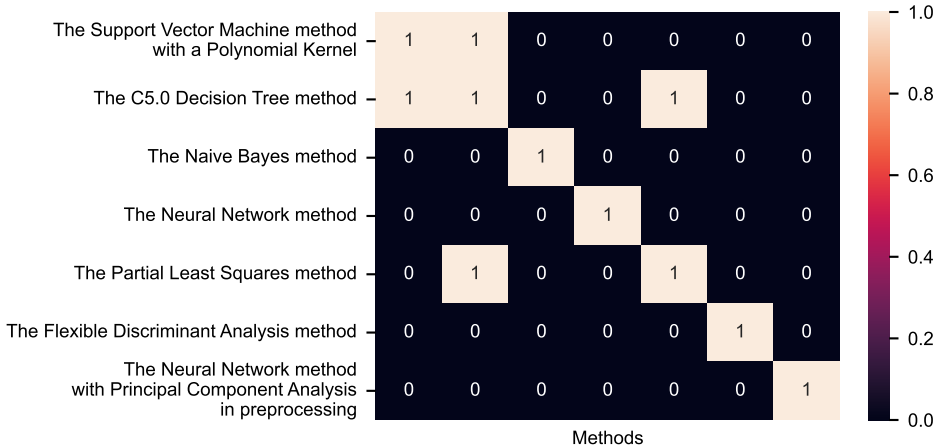 The Support Vector Machine method
with a Polynomial Kernel
1 1 0 0 0 0 0
The C5.0 Decision Tree method
1 1 0 0 1 0 0
The Naive Bayes method
0 0 1 0 0 0 0
The Neural Network method
0 0 0 1 0 0 0
The Partial Least Squares method
0 1 0 0 1 0 0
The Flexible Discriminant Analysis method
0 0 0 0 0 1 0
The Neural Network method
with Principal Component Analysis
in preprocessing
0 0 0 0 0 0 1
Methods
1.0
0.8
0.6
0.4
0.2
0.0